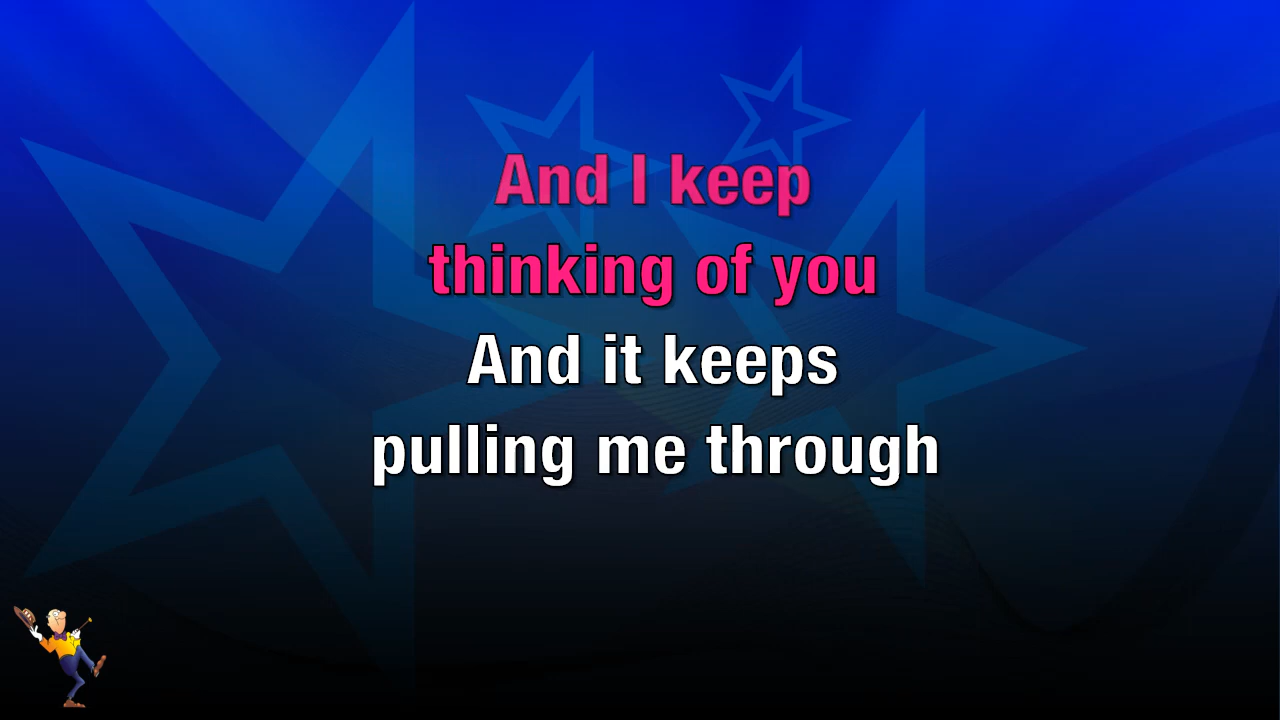 And I keep
thinking of you
And it keeps
pulling me through